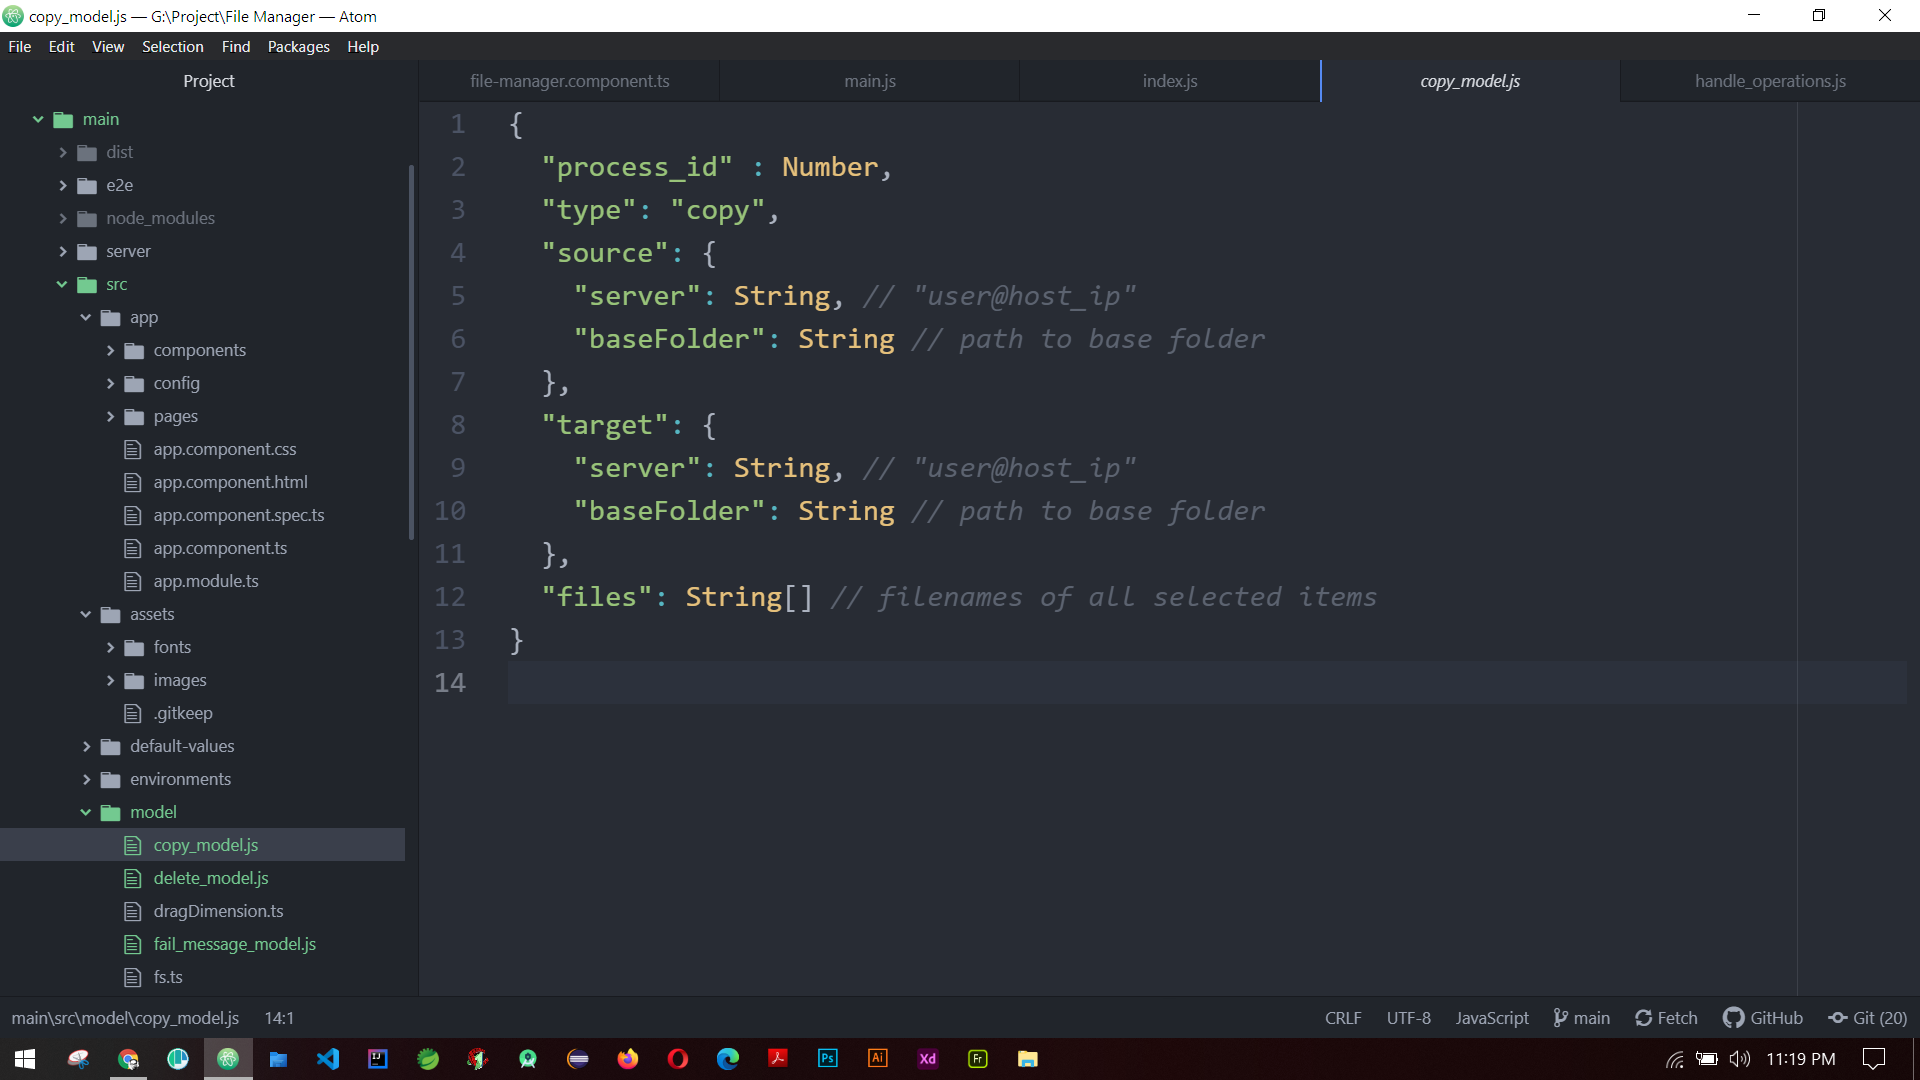 copy_model.js — G:\Project\File Manager — Atom
File Edit View Selection Find Packages Help
Project
file-manager.component.ts main.js index.js copy_model.js handle_operations.js
main
dist
e2e
node_modules
server
src
app
components
config
pages
app.component.css
app.component.html
app.component.spec.ts
app.component.ts
app.module.ts
assets
fonts
images
.gitkeep
default-values
environments
model
copy_model.js
delete_model.js
dragDimension.ts
fail_message_model.js
fs.ts
1 {
2 "process_id" : Number,
3 "type": "copy",
4 "source": {
5 "server": String, // "user@host_ip"
6 "baseFolder": String // path to base folder
7 },
8 "target": {
9 "server": String, // "user@host_ip"
10 "baseFolder": String // path to base folder
11 },
12 "files": String[] // filenames of all selected items
13 }
14
main\src\model\copy_model.js 14:1 CRLF UTF-8 JavaScript main Fetch GitHub Git (20)
IJ Ps Ai Xd Fr 11:19 PM